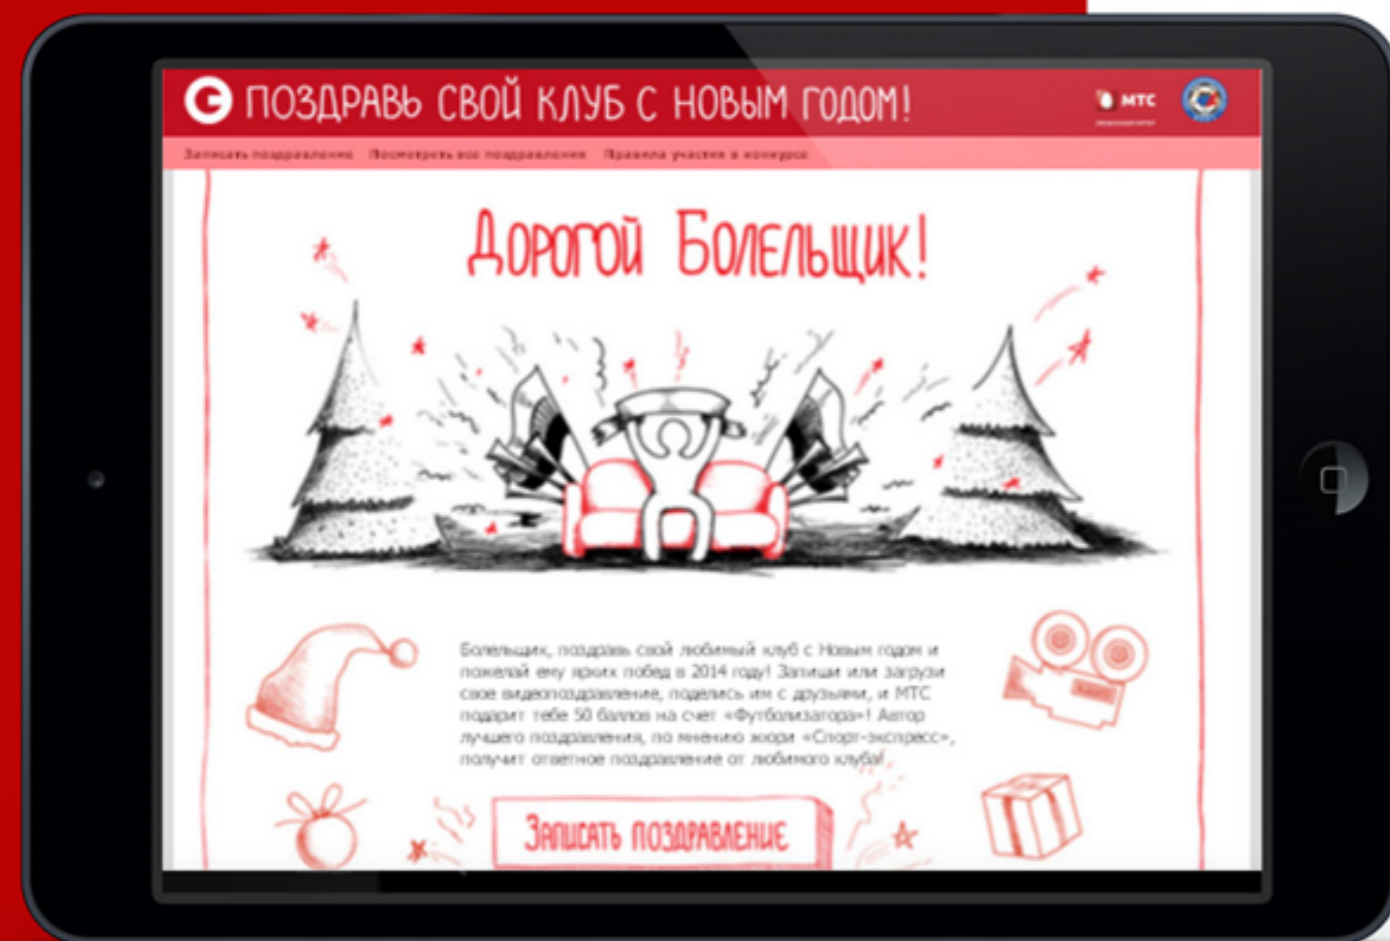 ПОЗДРАВЬ СВОЙ КЛУБ С НОВЫМ ГОДОМ!
МТС
Записать поздравление Посмотреть все поздравления Правила участия в конкурсе
Дорогой Болельщик!
Болельщик, поздравь свой любимый клуб с Новым годом и
пожелай ему ярких побед в 2014 году! Запиши или загрузи
свое видеопоздравление, поделись им с друзьями, и МТС
подарит тебе 50 баллов на счет «Футболизатора»! Автор
лучшего поздравления, по мнению жюри «Спорт-экспресс»,
получит ответное поздравление от любимого клуба!
Записать поздравление